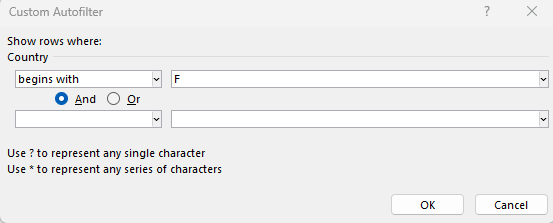 Custom Autofilter ? ×
Show rows where:
Country
begins with F
And Or
Use ? to represent any single character
Use * to represent any series of characters
OK Cancel